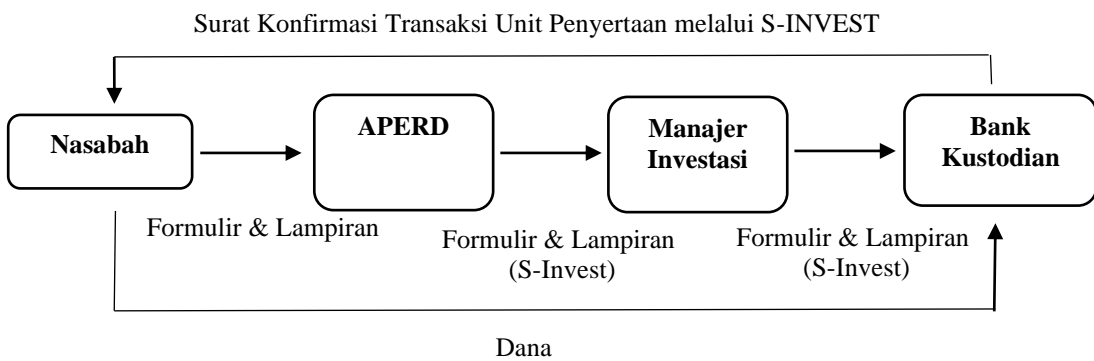 Surat Konfirmasi Transaksi Unit Penyertaan melalui S-INVEST
Nasabah
APERD
Manajer
Investasi
Bank
Kustodian
Formulir & Lampiran
Formulir & Lampiran
(S-Invest)
Formulir & Lampiran
(S-Invest)
Dana